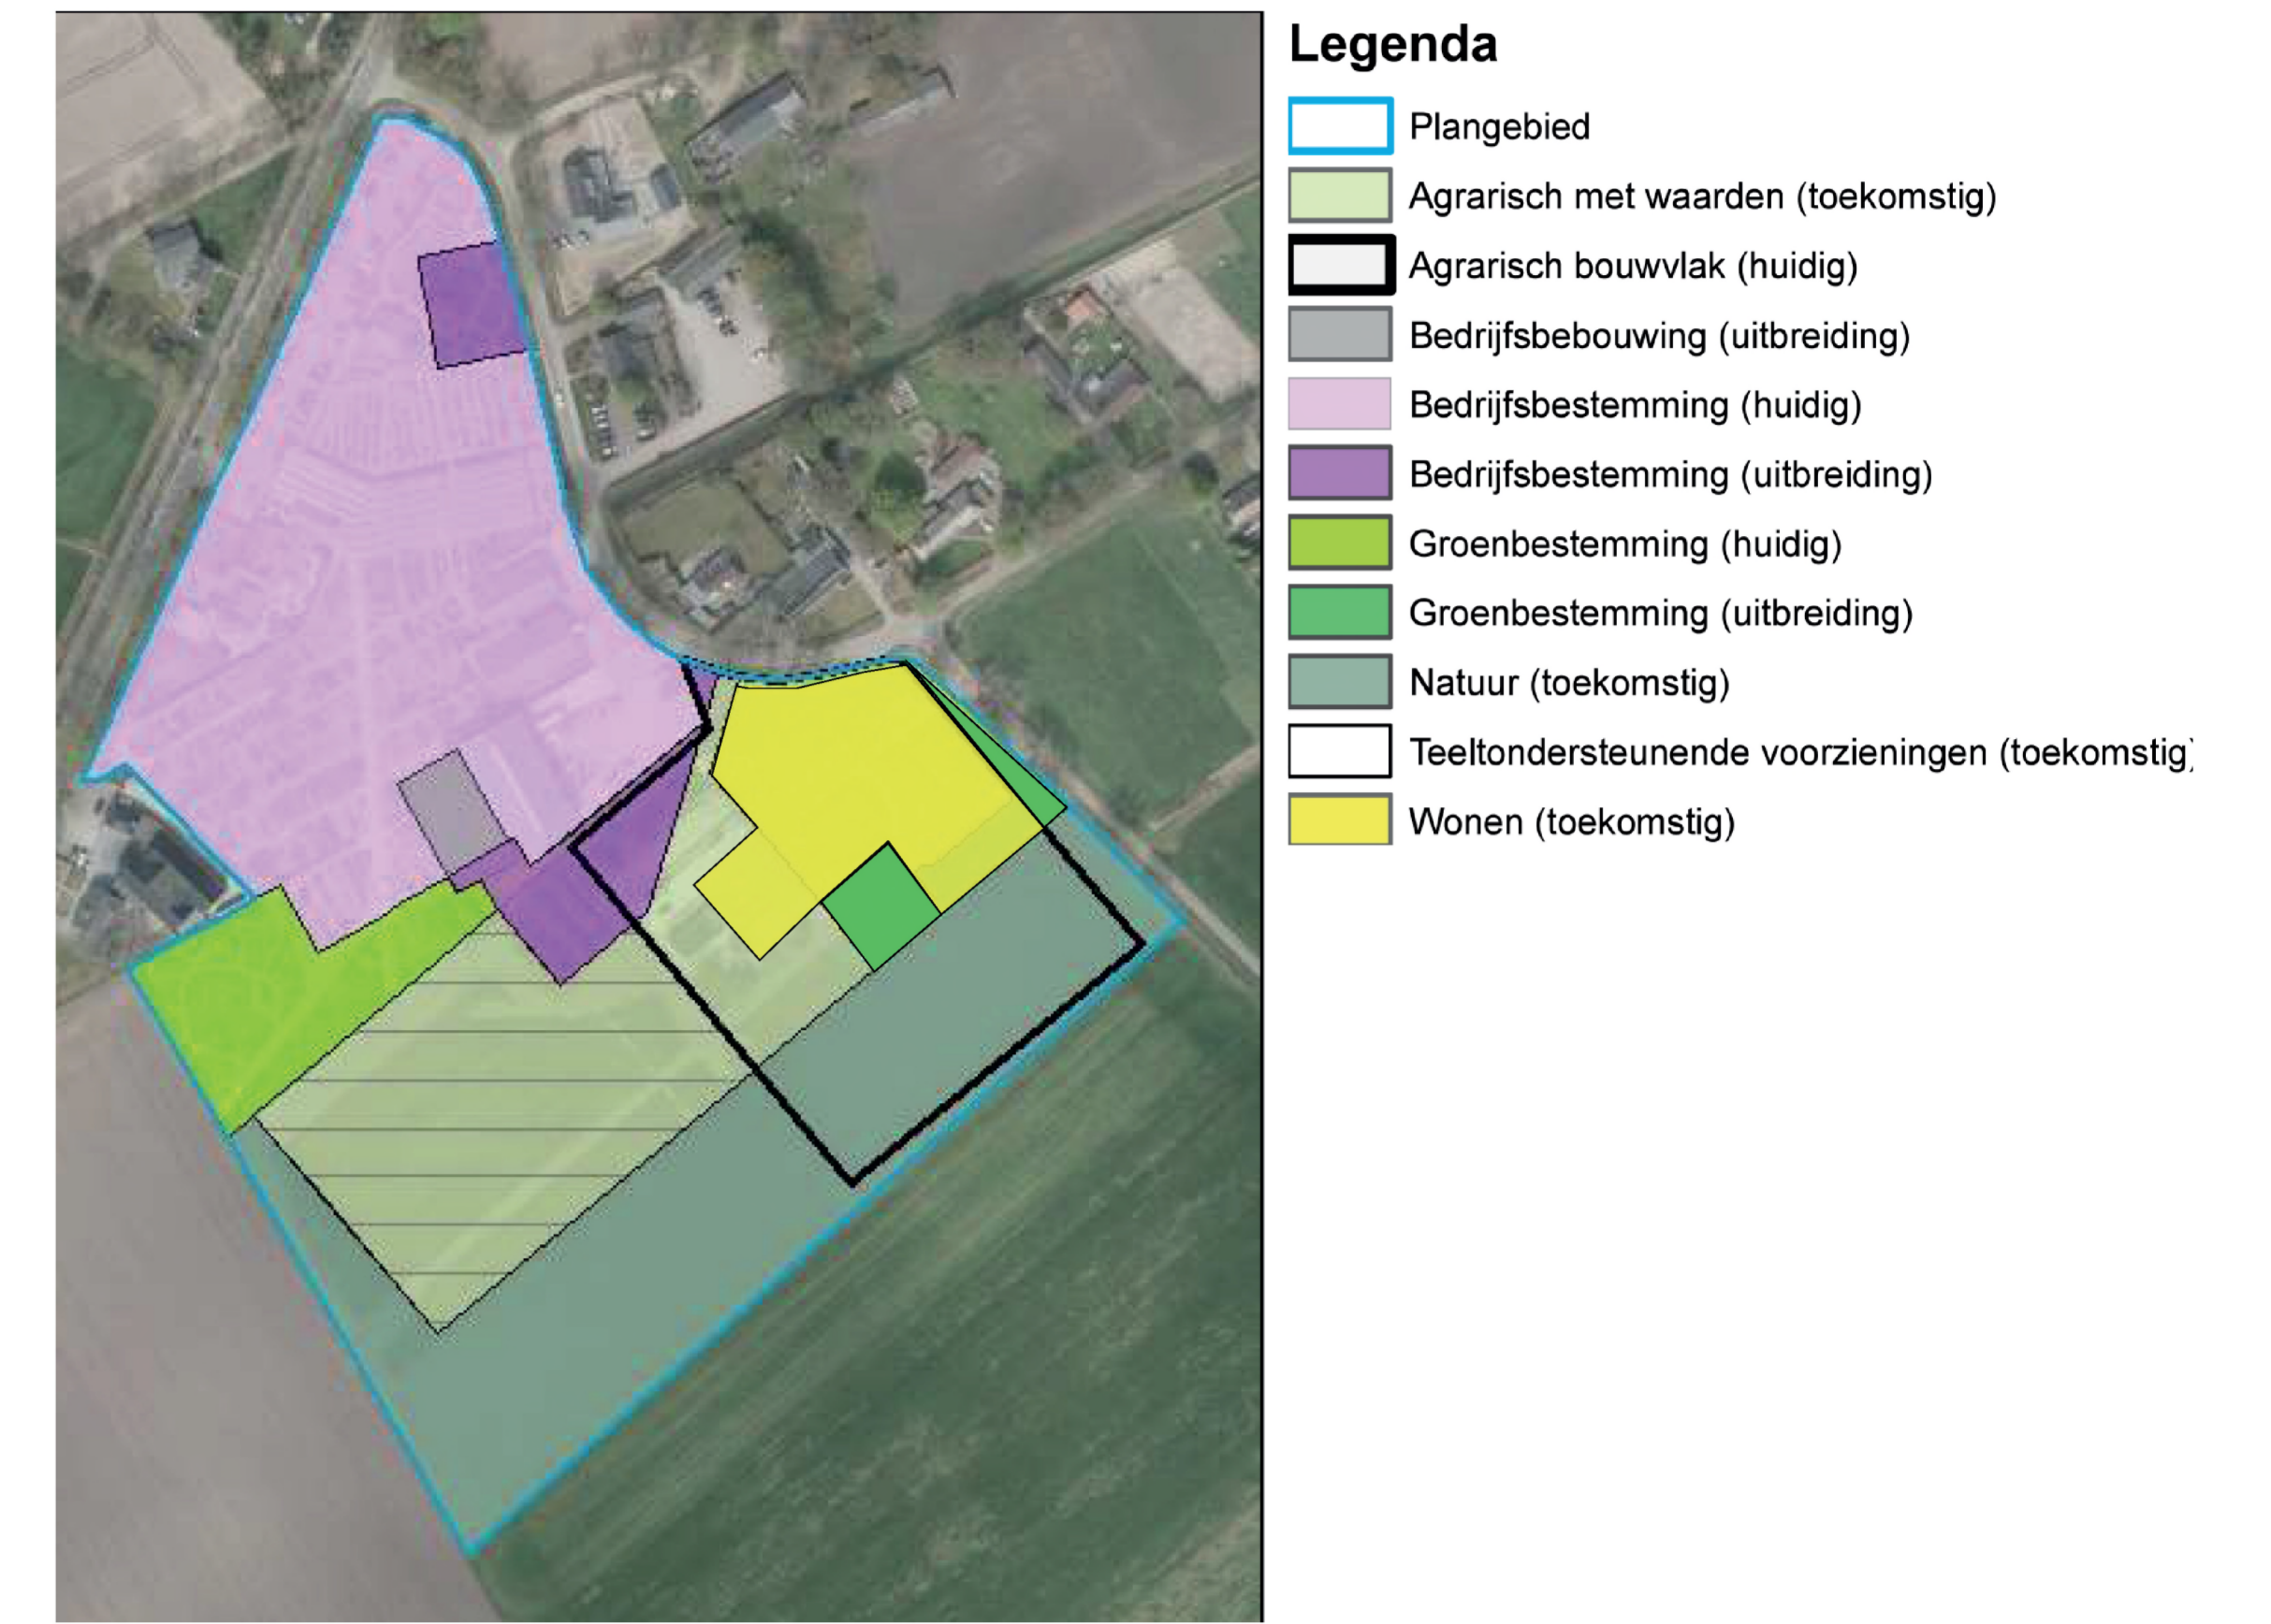 Legenda
Plangebied
Agrarisch met waarden (toekomstig)
Agrarisch bouwvlak (huidig)
Bedrijfsbebouwing (uitbreiding)
Bedrijfsbestemming (huidig)
Bedrijfsbestemming (uitbreiding)
Groenbestemming (huidig)
Groenbestemming (uitbreiding)
Natuur (toekomstig)
Teeltondersteunende voorzieningen (toekomstig)
Wonen (toekomstig)